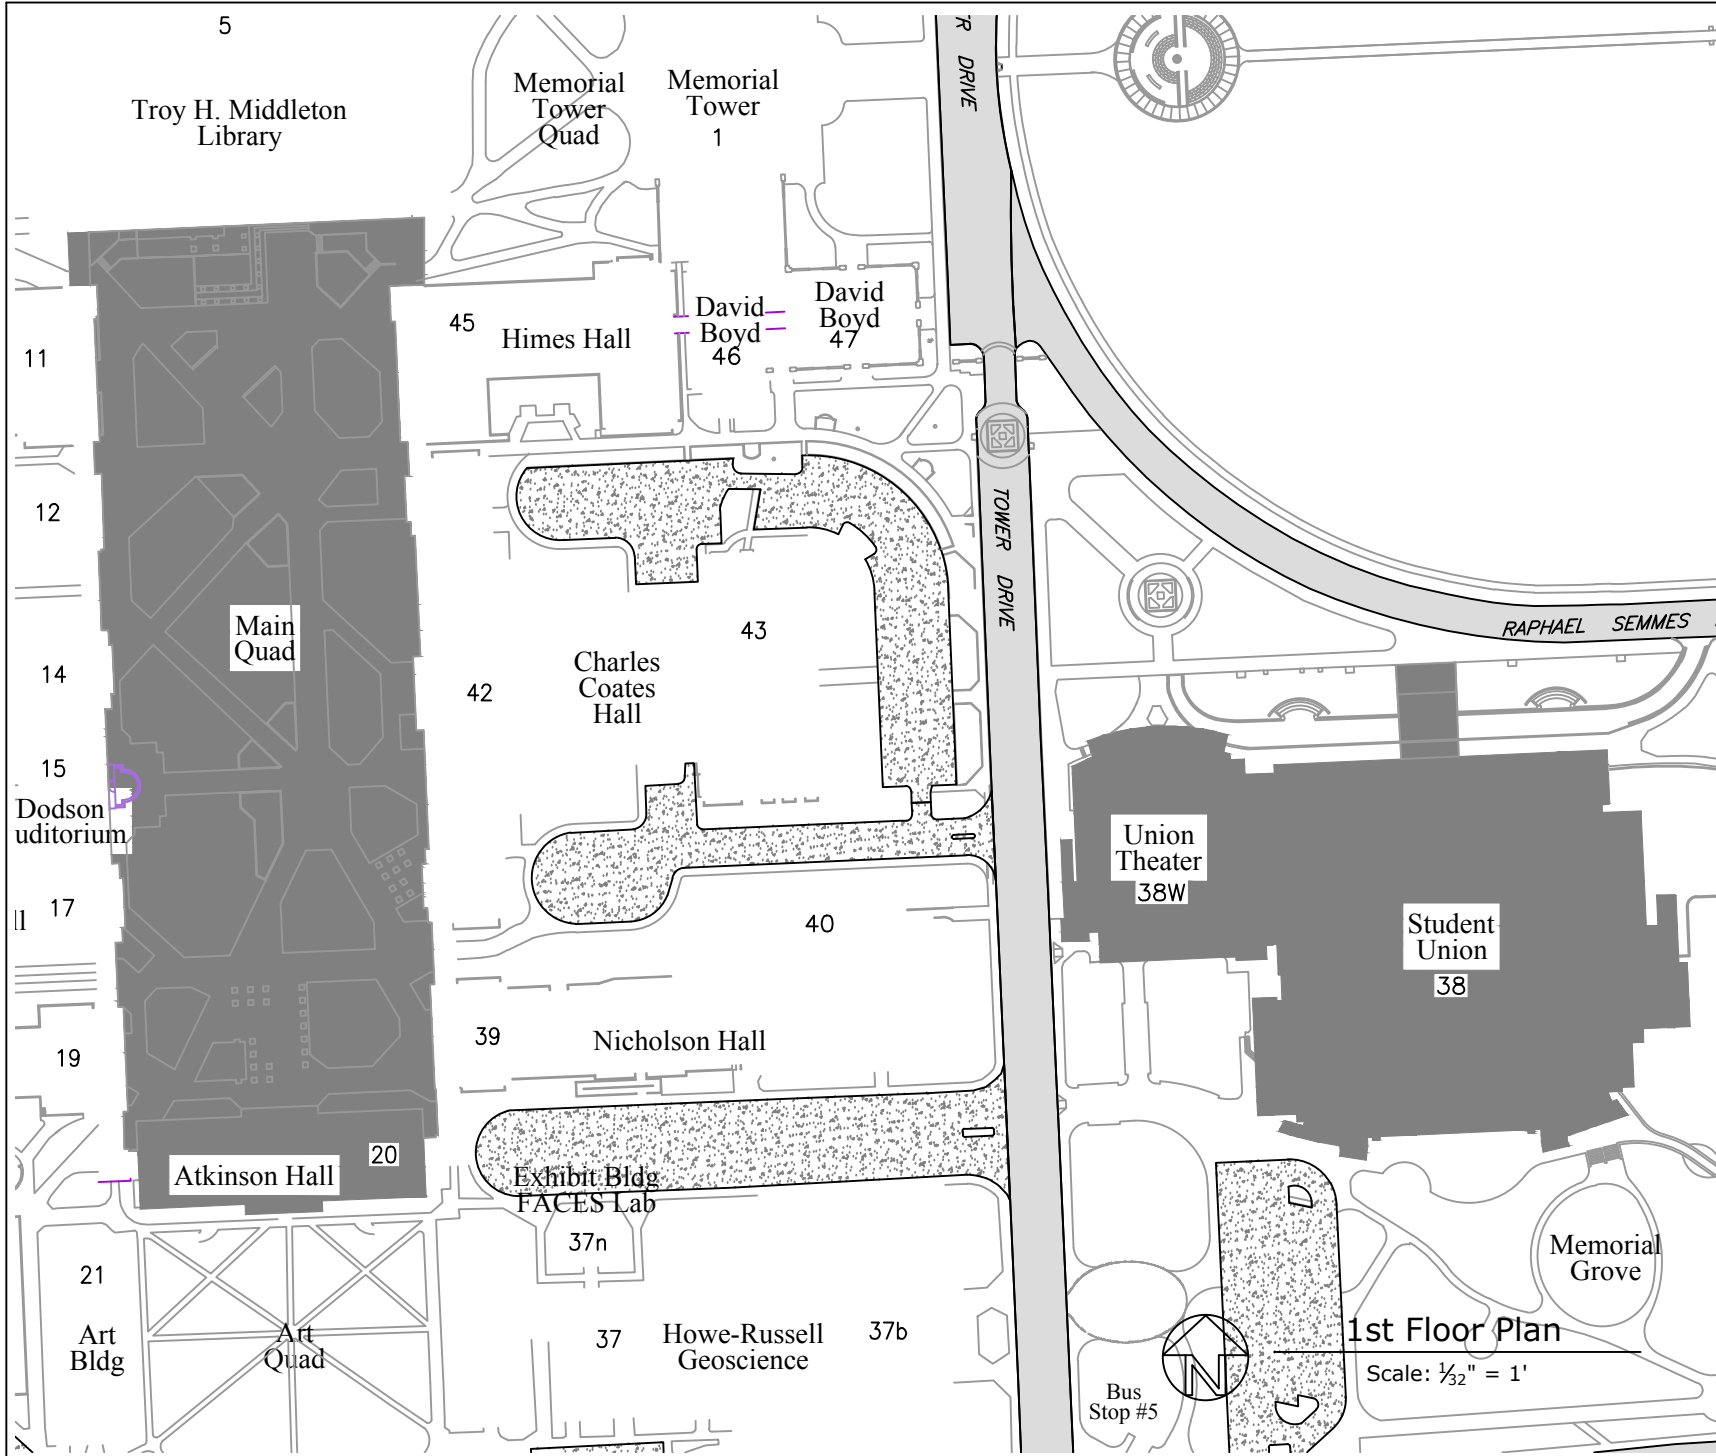 5
Troy H. Middleton
Library
Memorial
Tower
Quad
Memorial
Tower
1
TR DRIVE
45
Himes Hall
David
Boyd
46
David
Boyd
47
11
12
Main
Quad
14
15
Dodson
uditorium
17
ll
19
42
Charles
Coates
Hall
43
TOWER DRIVE
RAPHAEL SEMMES
Union
Theater
38W
Student
Union
38
40
39
Nicholson Hall
20
Atkinson Hall
Exhibit Bldg
FACES Lab
37n
21
Art
Bldg
Art
Quad
37
Howe-Russell
Geoscience
37b
Bus
Stop #5
N
Memorial
Grove
1st Floor Plan
Scale: 1⁄32" = 1'